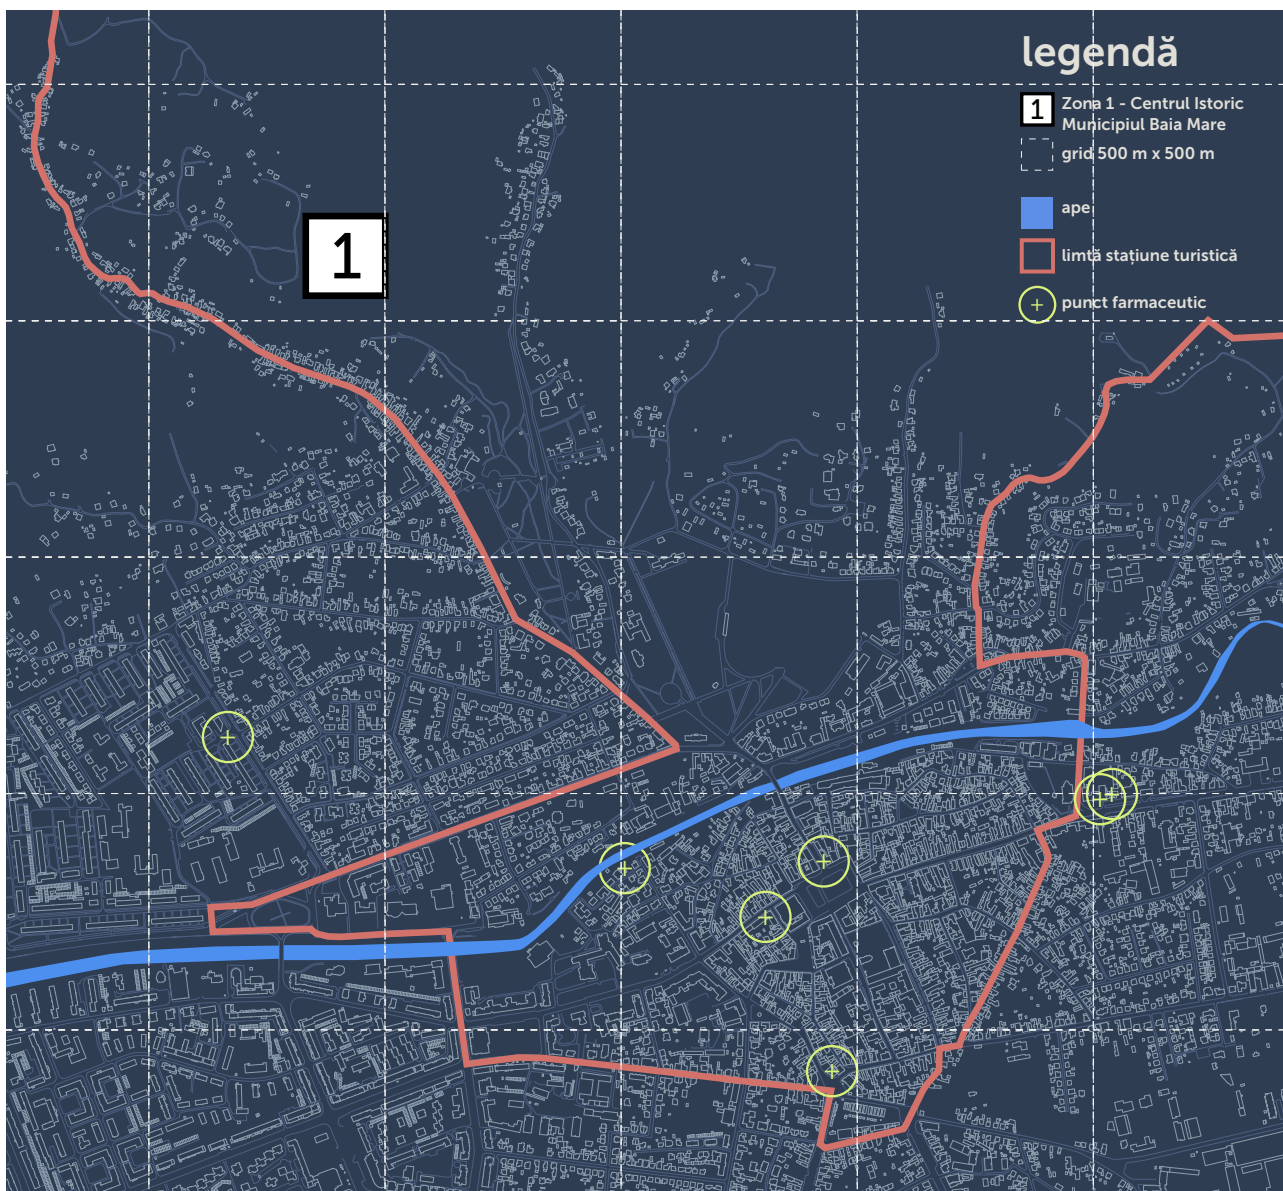 legendă
1
Zona 1 - Centrul Istoric
Municipiul Baia Mare
grid 500 m x 500 m
ape
limtă stațiune turistică
punct farmaceutic
1